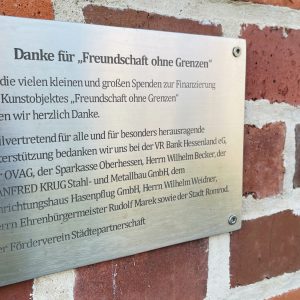 Danke für „Freundschaft ohne Grenzen“
die vielen kleinen und großen Spenden zur Finanzierung
Kunstobjektes „Freundschaft ohne Grenzen“
en wir herzlich Danke.
lvertretend für alle und für besonders herausragende
terstützung bedanken wir uns bei der VR Bank Hessenland eG,
r OVAG, der Sparkasse Oberhessen, Herrn Wilhelm Becker, der
ANFRED KRUG Stahl- und Metallbau GmbH, dem
nrichtungshaus Hasenpflug GmbH, Herrn Wilhelm Weidner,
errn Ehrenbürgermeister Rudolf Marek sowie der Stadt Romrod.
er Förderverein Städtepartnerschaft